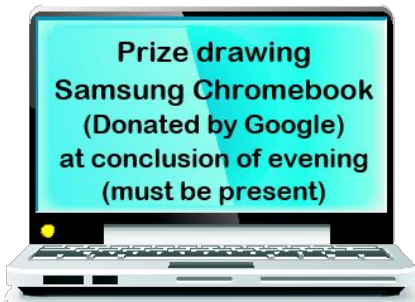 Prize drawing
Samsung Chromebook
(Donated by Google)
at conclusion of evening
(must be present)